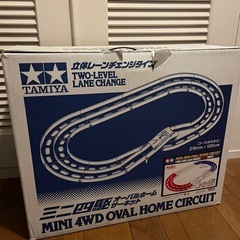 立体レーンチェンジタイプ
TWO-LEVEL
LANE CHANGE
TAMIYA
ミニ四駆 オーバルホーム
サーキット
MINI 4WD OVAL HOME CIRCUIT